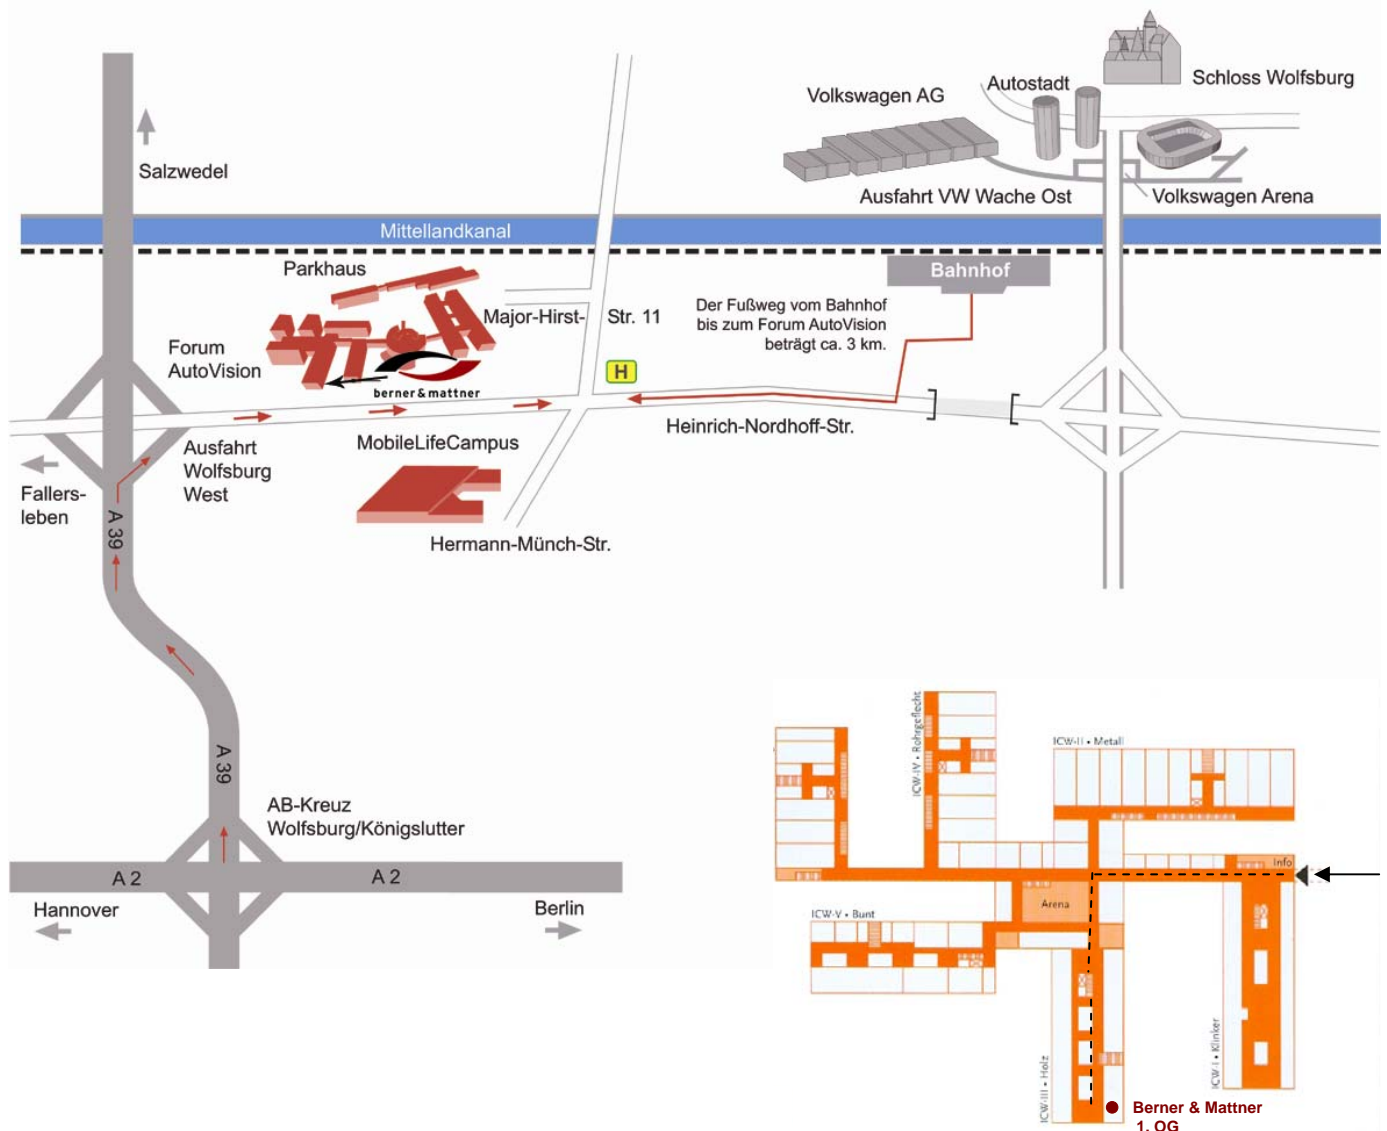 Schloss Wolfsburg
Autostadt
Volkswagen AG
Salzwedel
Ausfahrt VW Wache Ost
Volkswagen Arena
Mittellandkanal
Parkhaus
Bahnhof
Major-Hirst- Str. 11
Der Fußweg vom Bahnhof
bis zum Forum AutoVision
beträgt ca. 3 km.
Forum
AutoVision
H
berner & mattner
Heinrich-Nordhoff-Str.
Ausfahrt
Wolfsburg
West
MobileLifeCampus
Fallers-
leben
A 39
Hermann-Münch-Str.
A 39
AB-Kreuz
Wolfsburg/Königslutter
A 2
A 2
Hannover
Berlin
ICW-IV • Rohrgeflecht
ICW-II • Metall
Info
Arena
ICW-V • Bunt
ICW-III • Holz
ICW-I • Klinker
Berner & Mattner
1. OG